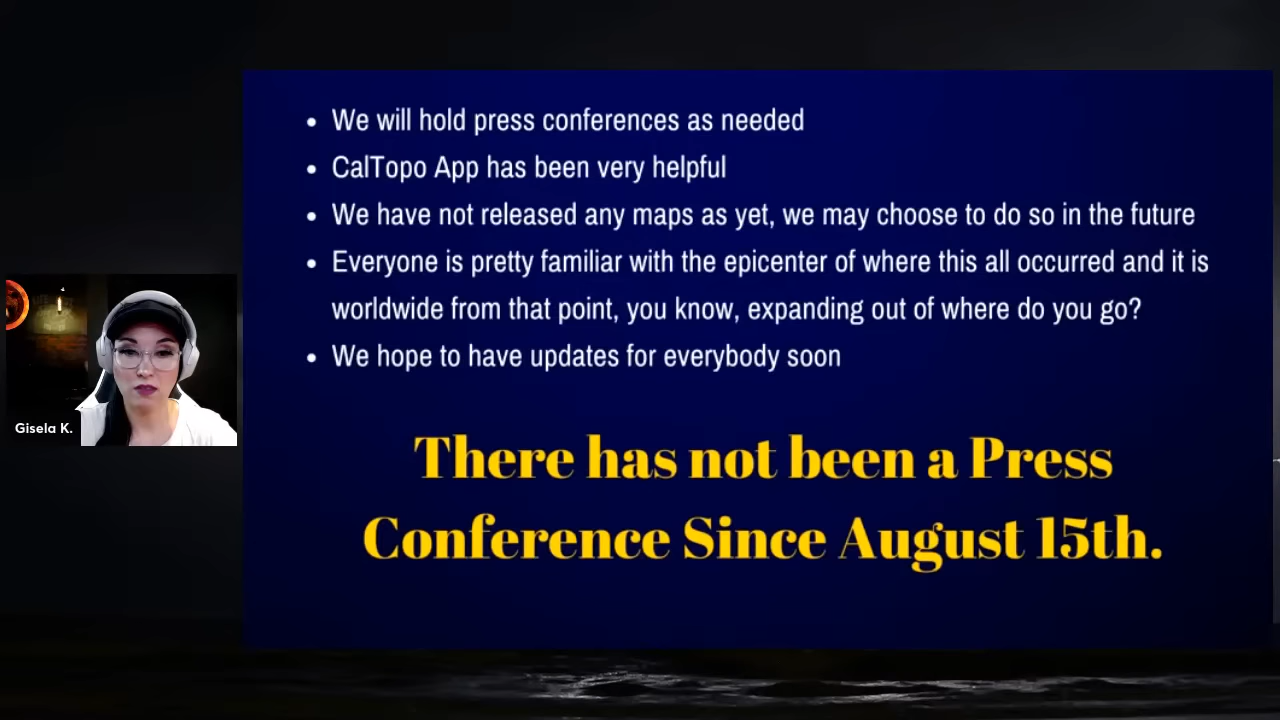 • We will hold press conferences as needed
• CalTopo App has been very helpful
• We have not released any maps as yet, we may choose to do so in the future
• Everyone is pretty familiar with the epicenter of where this all occurred and it is
worldwide from that point, you know, expanding out of where do you go?
• We hope to have updates for everybody soon
Gisela K.
There has not been a Press
Conference Since August 15th.